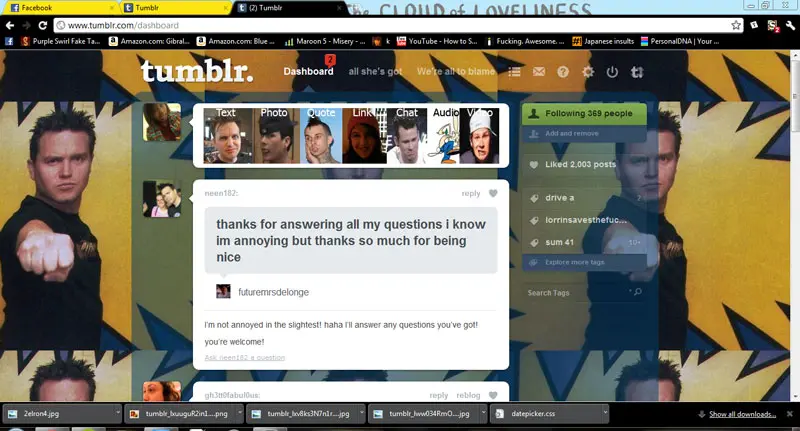 the CLOUD of LOVELINESS
Facebook
Tumblr
(2) Tumblr
www.tumblr.com/dashboard
Purple Swirl Fake Ta...
Amazon.com: Gibral...
Amazon.com: Blue ...
Maroon 5 - Misery - ...
k
YouTube - How to S...
Fucking. Awesome. ...
Japanese insults
PersonalDNA | Your ...
tumblr.
Dashboard
2
all she's got
We're all to blame
Text
Photo
Quote
Link
Chat
Audio
Video
Following 369 people
Add and remove
Liked 2,003 posts
drive a 2
lorrinsavesthefuc...
sum 41 10+
Explore more tags
Search Tags
neen182: reply
thanks for answering all my questions i know
im annoying but thanks so much for being
nice
futuremrsdelonge
I'm not annoyed in the slightest! haha I'll answer any questions you've got!
you're welcome!
Ask neen182 a question
gh3tt0fabul0us: reply reblog
2elron4.jpg
tumblr_lxuuguR2in1....png
tumblr_lxv8ks3N7n1r....jpg
tumblr_lww034RmO....jpg
datepicker.css
Show all downloads...